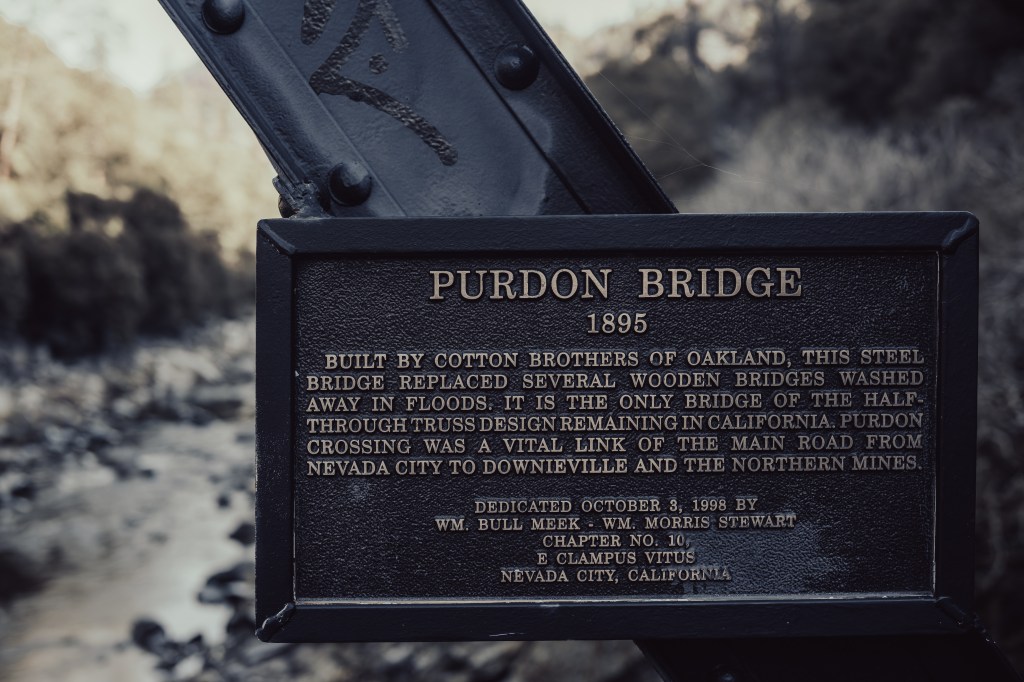 PURDON BRIDGE
1895
BUILT BY COTTON BROTHERS OF OAKLAND, THIS STEEL
BRIDGE REPLACED SEVERAL WOODEN BRIDGES WASHED
AWAY IN FLOODS. IT IS THE ONLY BRIDGE OF THE HALF-
THROUGH TRUSS DESIGN REMAINING IN CALIFORNIA. PURDON
CROSSING WAS A VITAL LINK OF THE MAIN ROAD FROM
NEVADA CITY TO DOWNIEVILLE AND THE NORTHERN MINES.
DEDICATED OCTOBER 3, 1998 BY
WM. BULL MEEK - WM. MORRIS STEWART
CHAPTER NO. 10,
E CLAMPUS VITUS
NEVADA CITY, CALIFORNIA